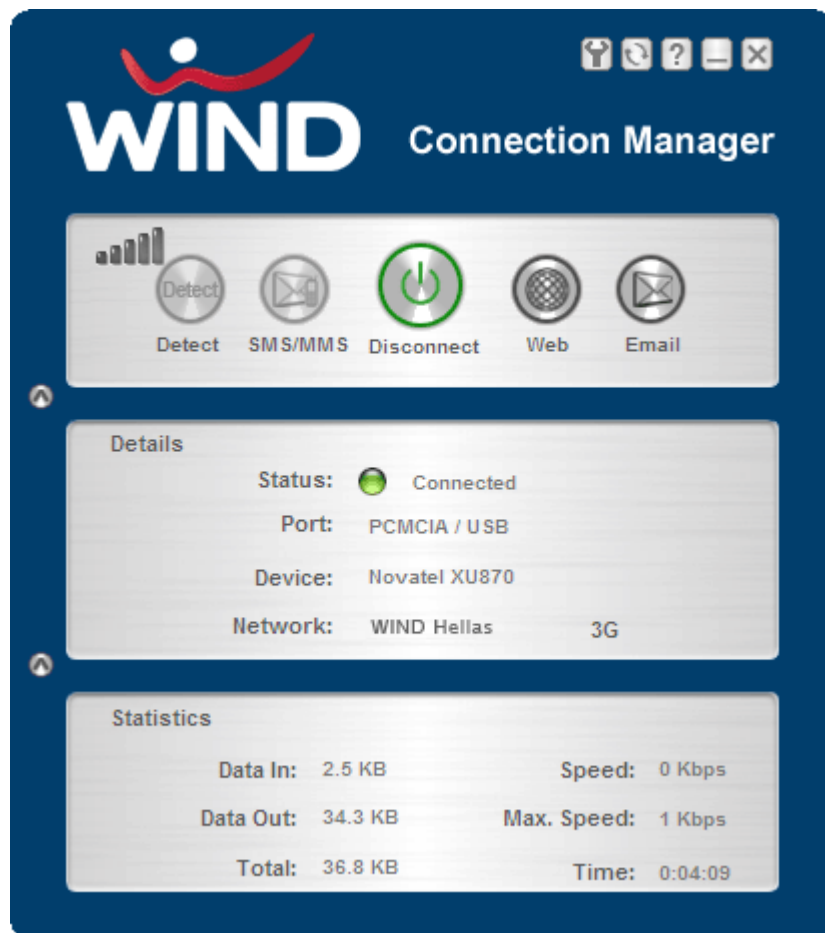 WIND Connection Manager
Detect
Detect SMS/MMS Disconnect Web Email
Details
Status: Connected
Port: PCMCIA / USB
Device: Novatel XU870
Network: WIND Hellas 3G
Statistics
Data In: 2.5 KB Speed: 0 Kbps
Data Out: 34.3 KB Max. Speed: 1 Kbps
Total: 36.8 KB Time: 0:04:09